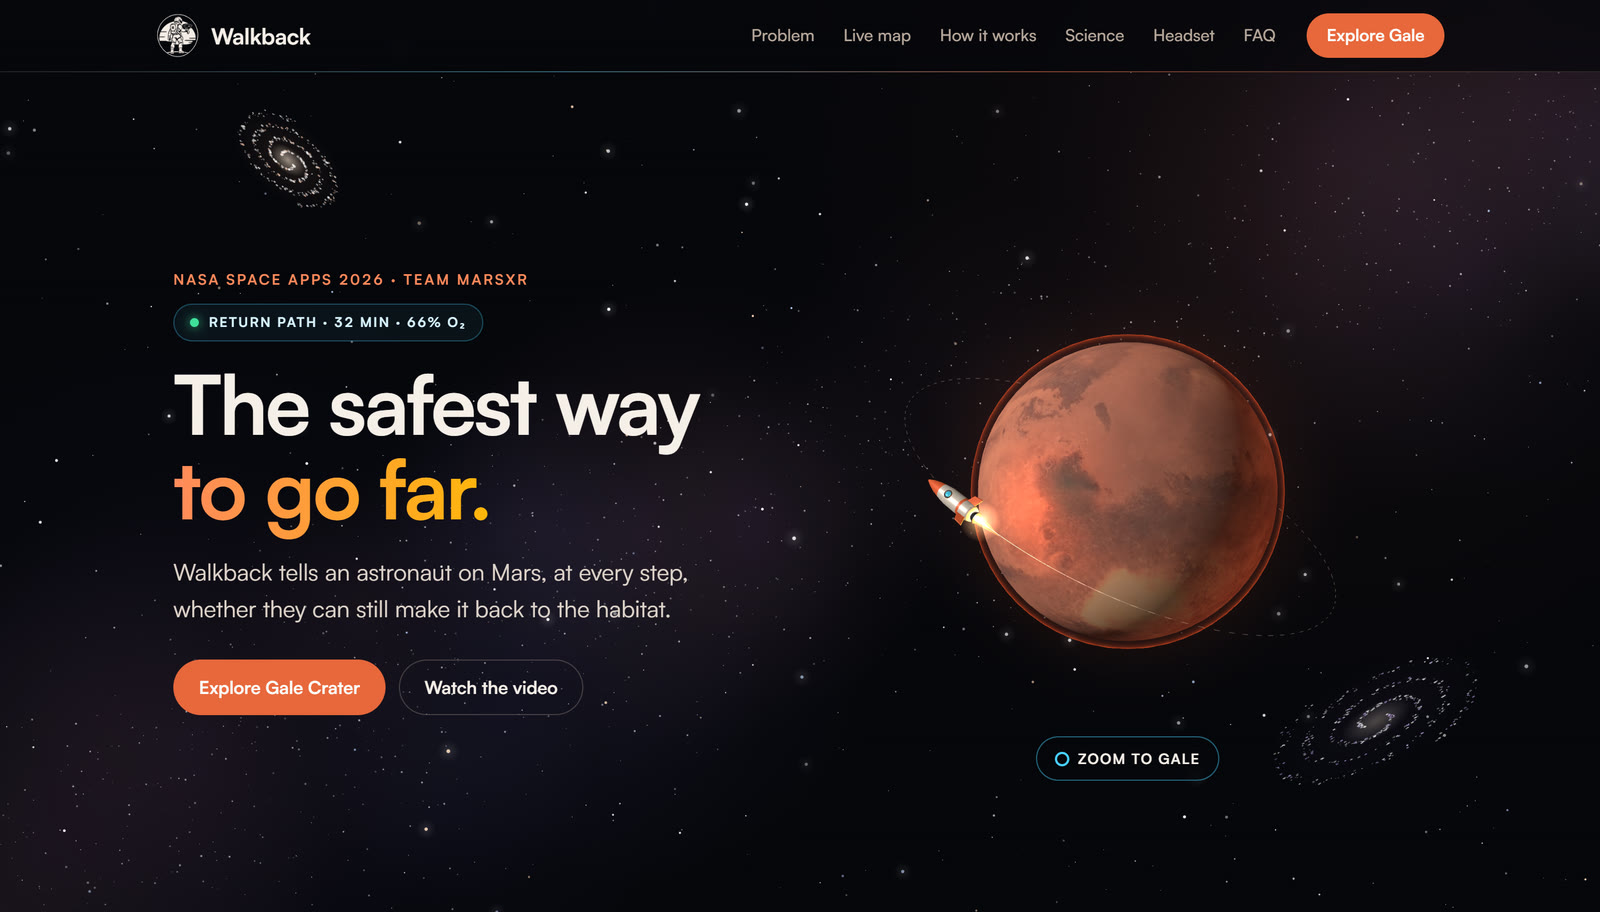 Walkback
Problem
Live map
How it works
Science
Headset
FAQ
Explore Gale
NASA SPACE APPS 2026 · TEAM MARSXR
RETURN PATH · 32 MIN · 66% O₂
The safest way
to go far.
Walkback tells an astronaut on Mars, at every step,
whether they can still make it back to the habitat.
Explore Gale Crater
Watch the video
ZOOM TO GALE